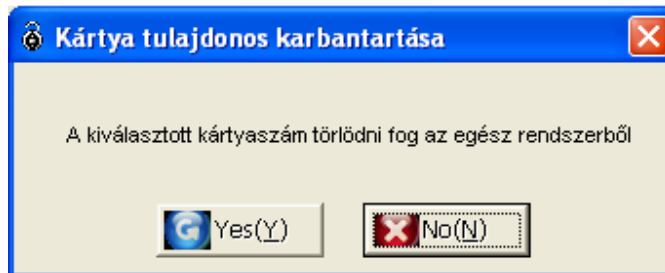 Kártya tulajdonos karbantartása
A kiválasztott kártyaszám törlödni fog az egész rendszerből
Yes(Y) No(N)